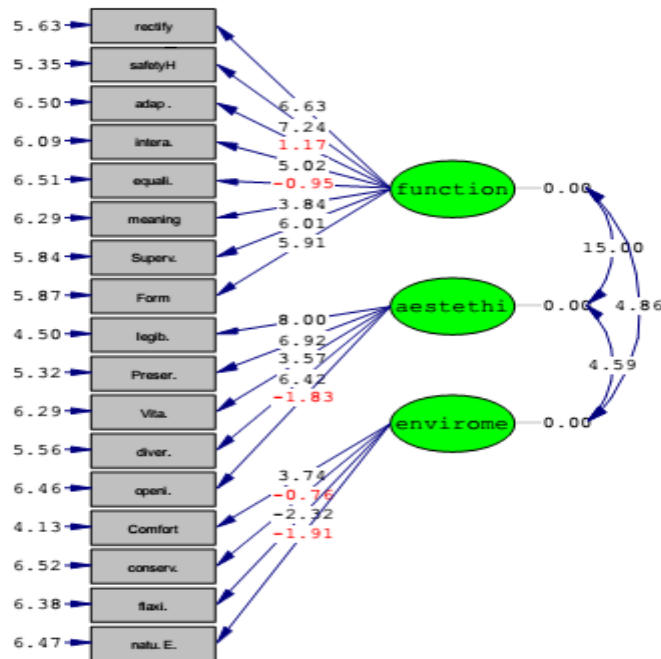 5.63 rectify
5.35 safetyH
6.50 adap .
6.09 intera.
6.51 equali.
6.29 meaning
5.84 Superv.
5.87 Form
4.50 legib.
5.32 Preser.
6.29 Vita.
5.56 diver.
6.46 openi.
4.13 Comfort
6.52 conserv.
6.38 flaxi.
6.47 natu. E.
6.63
7.24
1.17
5.02
-0.95
3.84
6.01
5.91
8.00
6.92
3.57
6.42
-1.83
3.74
-0.76
-2.32
-1.91
function 0.00
aestethi 0.00
envirome 0.00
15.00
4.86
4.59